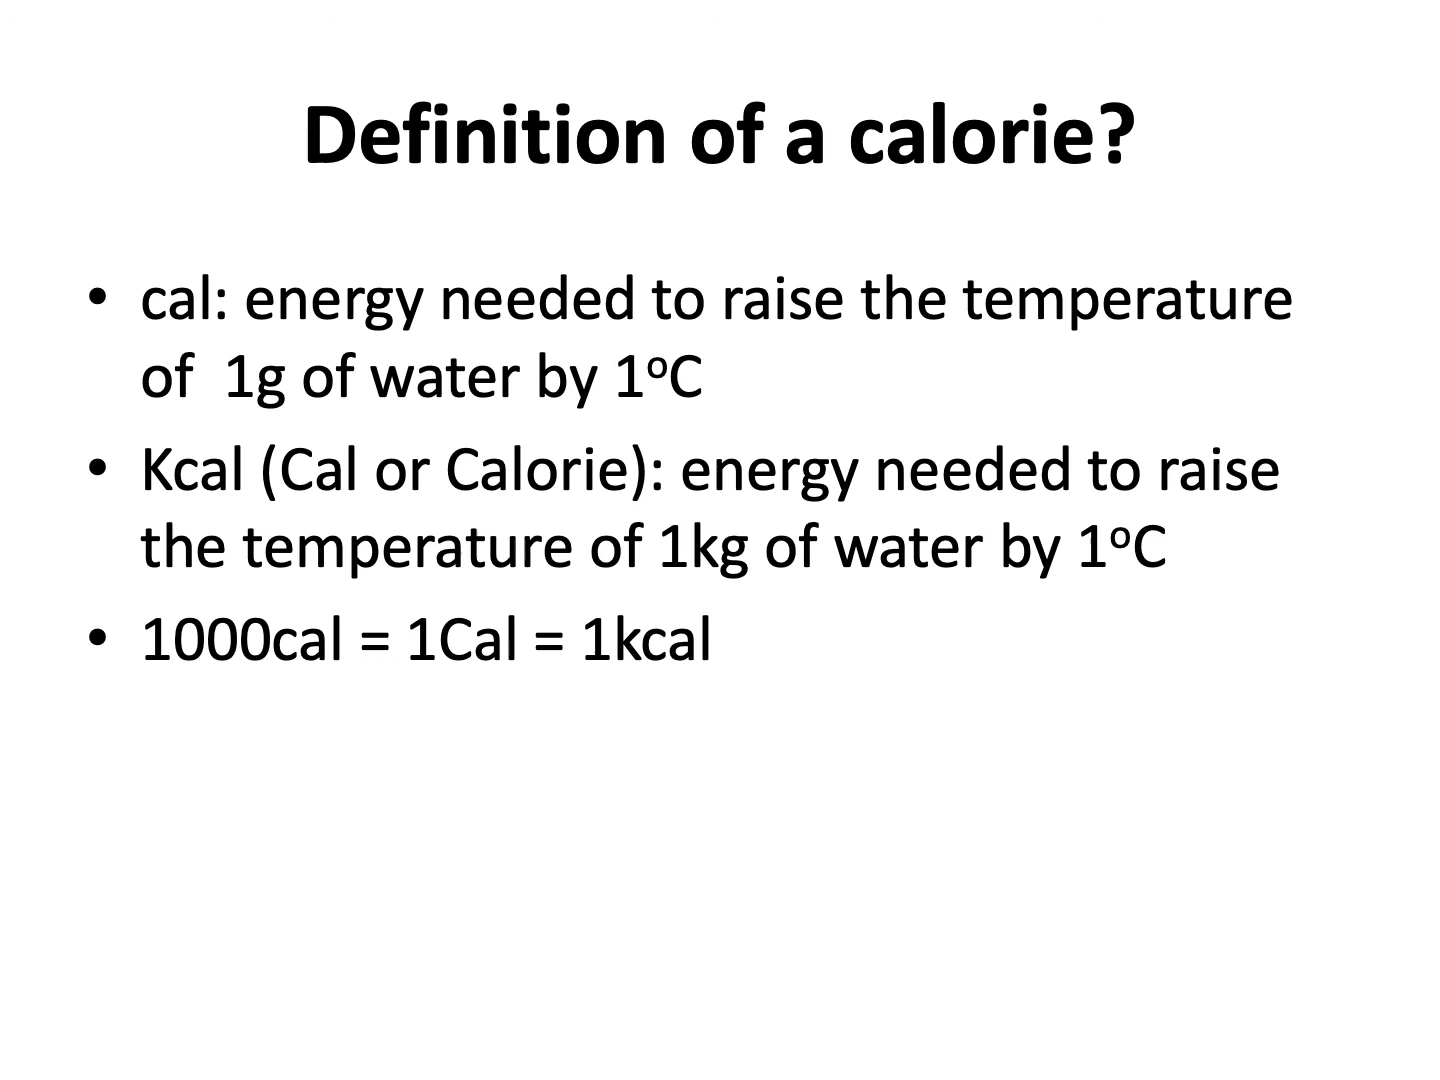 Definition of a calorie?
• cal: energy needed to raise the temperature
of  1g of water by 1ºC
• Kcal (Cal or Calorie): energy needed to raise
the temperature of 1kg of water by 1ºC
• 1000cal = 1Cal = 1kcal